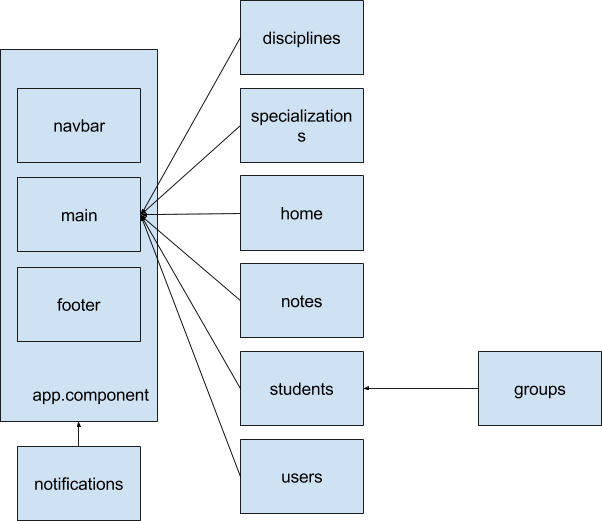 disciplines
navbar
specialization
s
main
home
footer
notes
app.component
students
groups
notifications
users